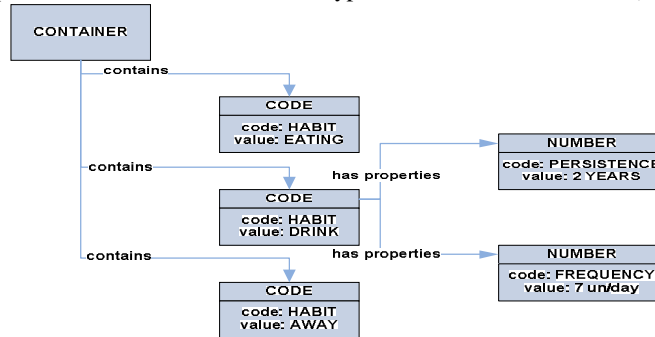 CONTAINER
contains
CODE
code: HABIT
value: EATING
contains
CODE
code: HABIT
value: DRINK
has properties
NUMBER
code: PERSISTENCE
value: 2 YEARS
has properties
NUMBER
code: FREQUENCY
value: 7 un/day
contains
CODE
code: HABIT
value: AWAY